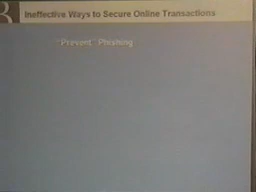 Ineffective Ways to Secure Online Transactions
"Prevent" Phishing